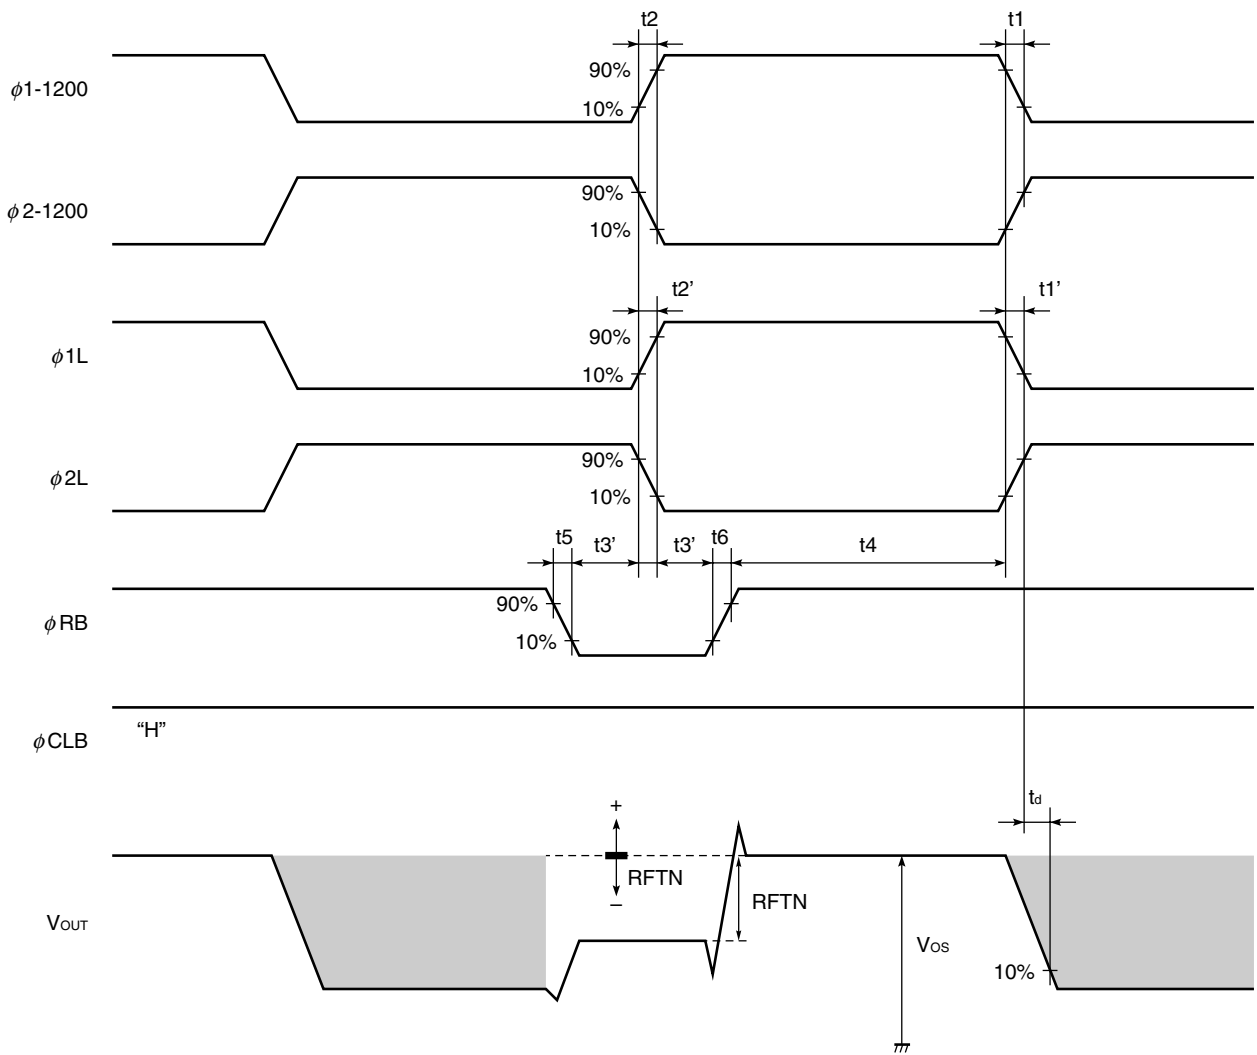 t2
t1
90%
ϕ1-1200
10%
90%
ϕ2-1200
10%
t2’
t1’
90%
ϕ1L
10%
90%
ϕ2L
10%
t5
t3’
t3’
t6
t4
90%
ϕRB
10%
“H”
ϕCLB
td
+
RFTN
–
RFTN
VOUT
VOS
10%